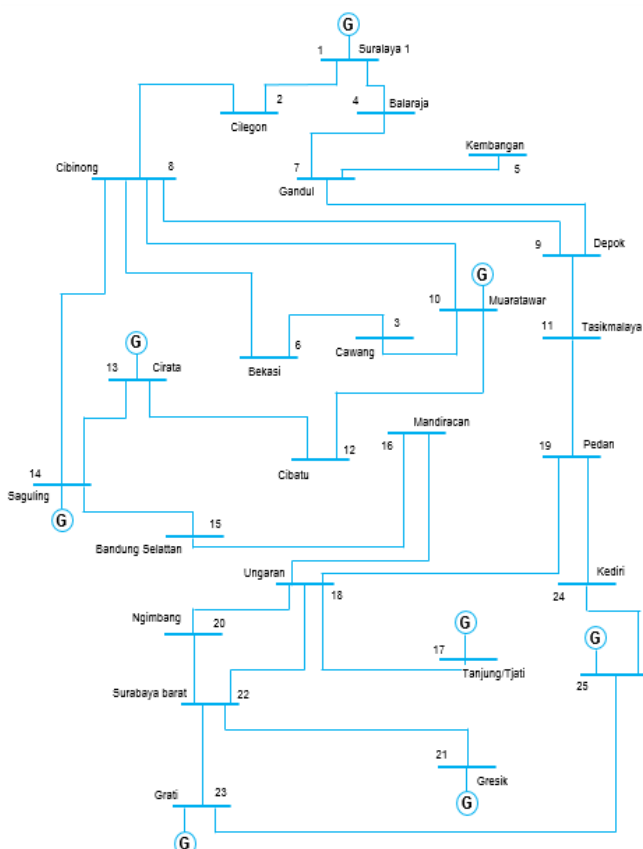 G
1 Suralaya 1
2 4 Balaraja
Cilegon
Kembangan
Cibinong 8 7 5
Gandul
9 Depok
G
10 Muaratawar
3 11 Tasikmalaya
G 6 Cawang
13 Cirata Bekasi
Mandiracan
12 16 19 Pedan
14 Cibatu
Saguling
G
15
Bandung Selattan
Ungaran 18 Kediri
24
Ngimbang 20 G G
17 25
Tanjung/Tjati
Surabaya barat 22
21
Gresik
Grati 23 G
G